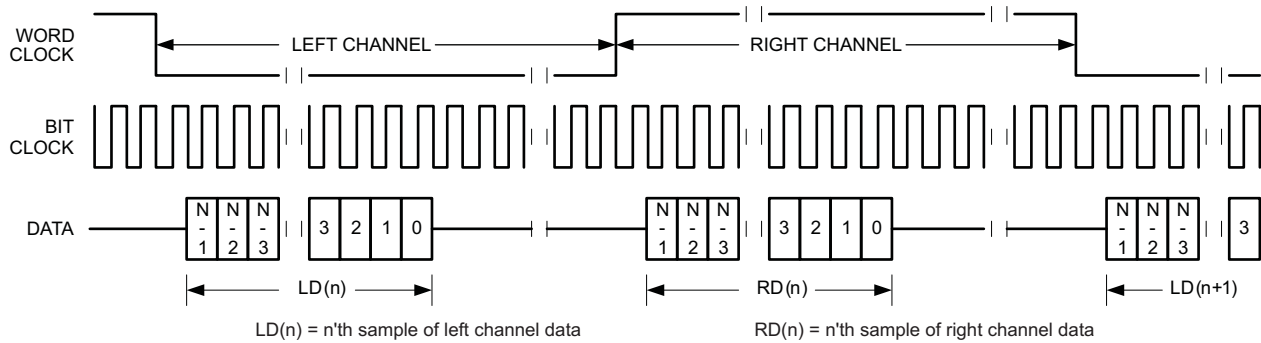 WORD
CLOCK
LEFT CHANNEL
RIGHT CHANNEL
BIT
CLOCK
DATA
N
-
1
N
-
2
N
-
3
3 2 1 0
N
-
1
N
-
2
N
-
3
3 2 1 0
N
-
1
N
-
2
N
-
3
3
LD(n)
RD(n)
LD(n+1)
LD(n) = n'th sample of left channel data
RD(n) = n'th sample of right channel data